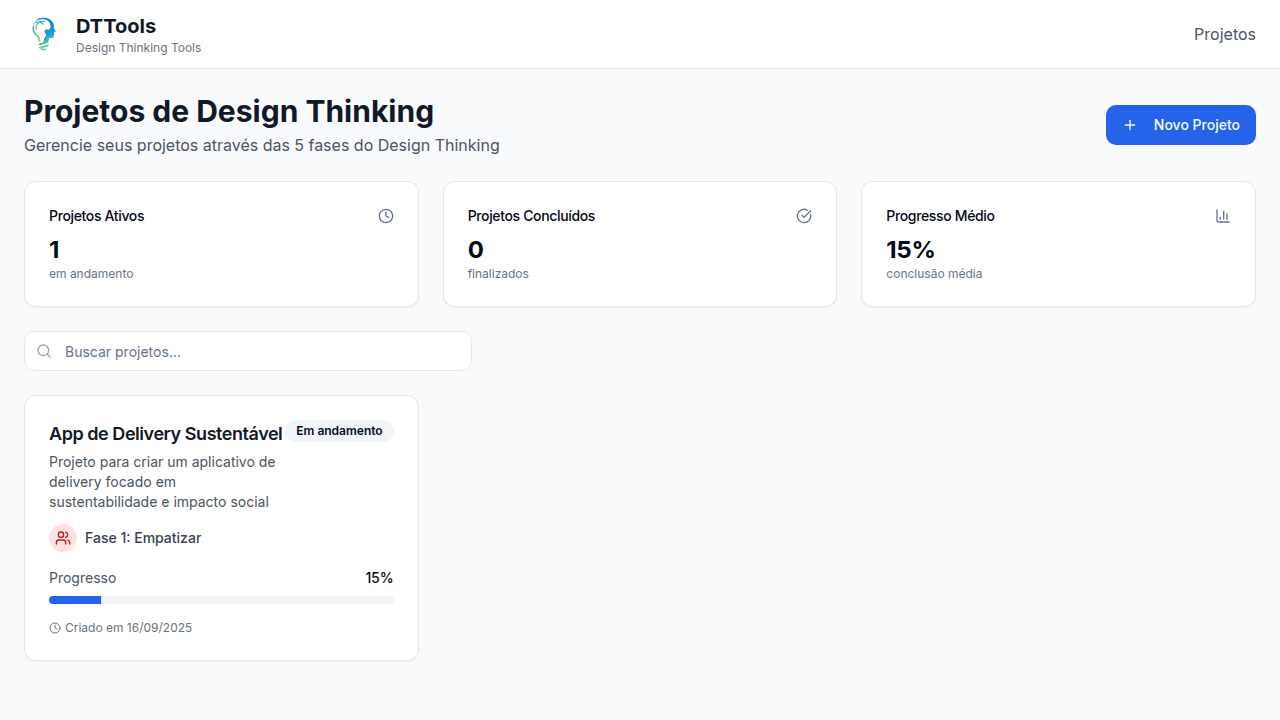 DTTools
Design Thinking Tools
Projetos
Projetos de Design Thinking
Gerencie seus projetos através das 5 fases do Design Thinking
Novo Projeto
Projetos Ativos
1
em andamento
Projetos Concluídos
0
finalizados
Progresso Médio
15%
conclusão média
Buscar projetos...
App de Delivery Sustentável
Em andamento
Projeto para criar um aplicativo de
delivery focado em
sustentabilidade e impacto social
Fase 1: Empatizar
Progresso
15%
Criado em 16/09/2025